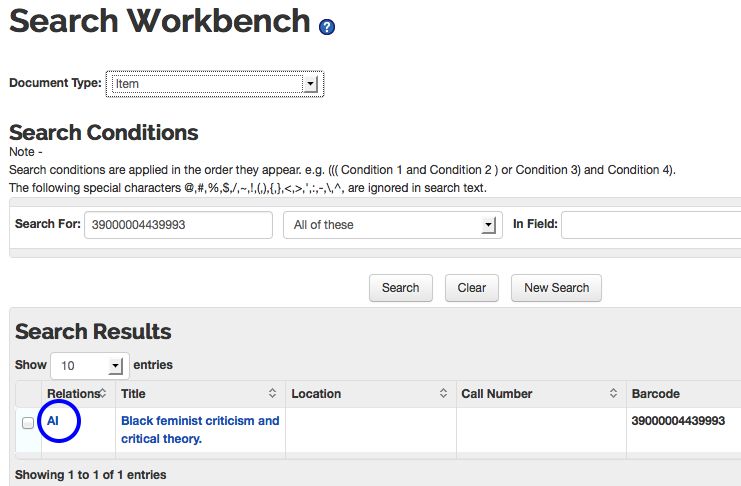 Search Workbench ?
Document Type: Item
Search Conditions
Note -
Search conditions are applied in the order they appear. e.g. ((( Condition 1 and Condition 2 ) or Condition 3) and Condition 4).
The following special characters @,#,%,$,/,~,!,(,),{,},<,>,',:,-,\,^, are ignored in search text.
Search For: 39000004439993 All of these In Field:
Search Clear New Search
Search Results
Show 10 entries
Relations Title Location Call Number Barcode
AI Black feminist criticism and 39000004439993
critical theory.
Showing 1 to 1 of 1 entries